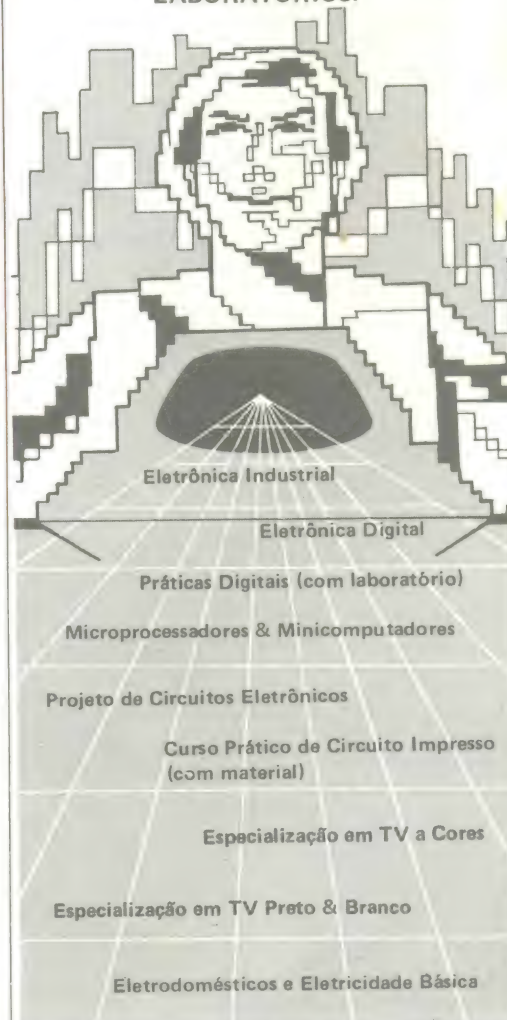 LABORATÓRIOS.
Eletrônica Industrial
Eletrônica Digital
Práticas Digitais (com laboratório)
Microprocessadores & Minicomputadores
Projeto de Circuitos Eletrônicos
Curso Prático de Circuito Impresso
(com material)
Especialização em TV a Cores
Especialização em TV Preto & Branco
Eletrodomésticos e Eletricidade Básica